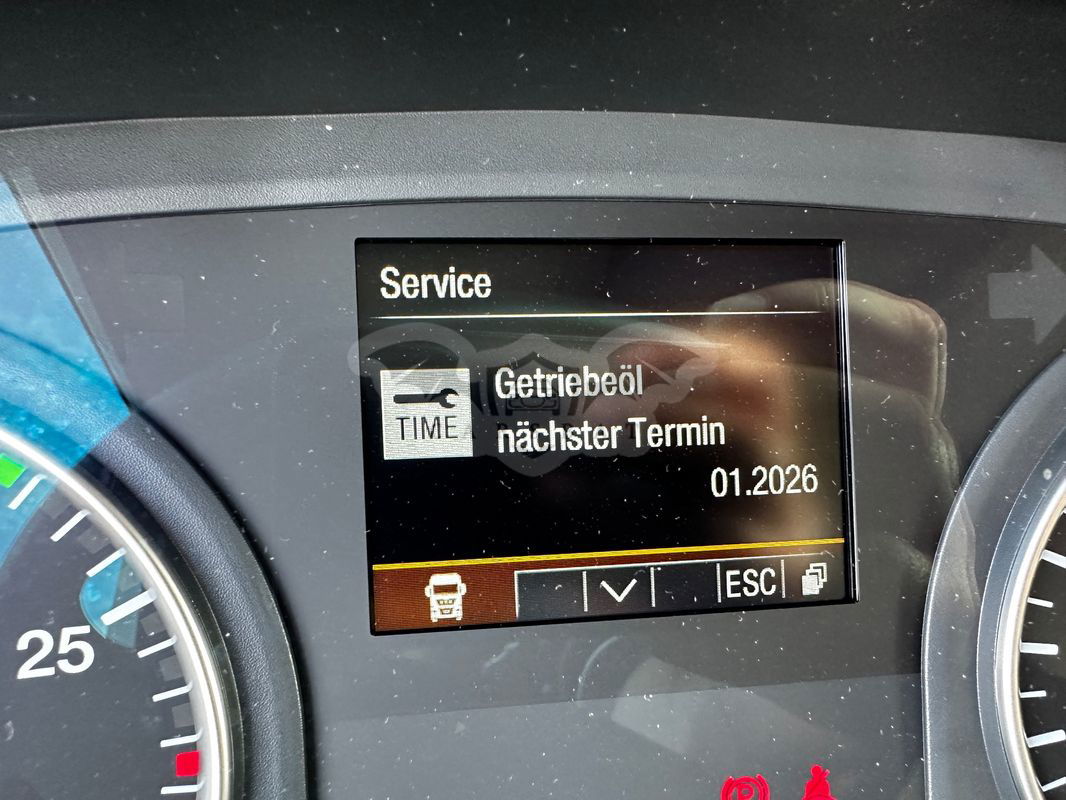 Service
TIME
Getriebeöl
nächster Termin
01.2026
ESC
25